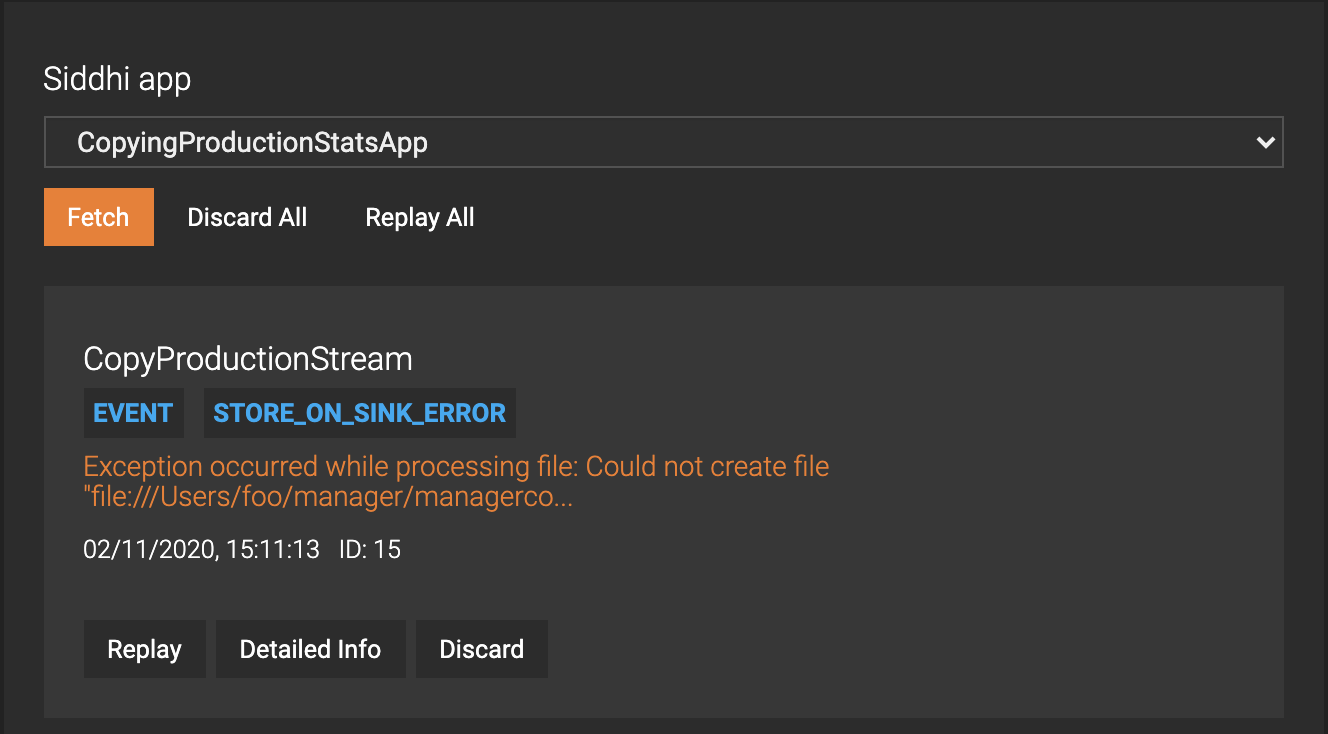 Siddhi app
CopyingProductionStatsApp
Fetch Discard All Replay All
CopyProductionStream
EVENT STORE_ON_SINK_ERROR
Exception occurred while processing file: Could not create file
"file:///Users/foo/manager/managerco...
02/11/2020, 15:11:13 ID: 15
Replay Detailed Info Discard